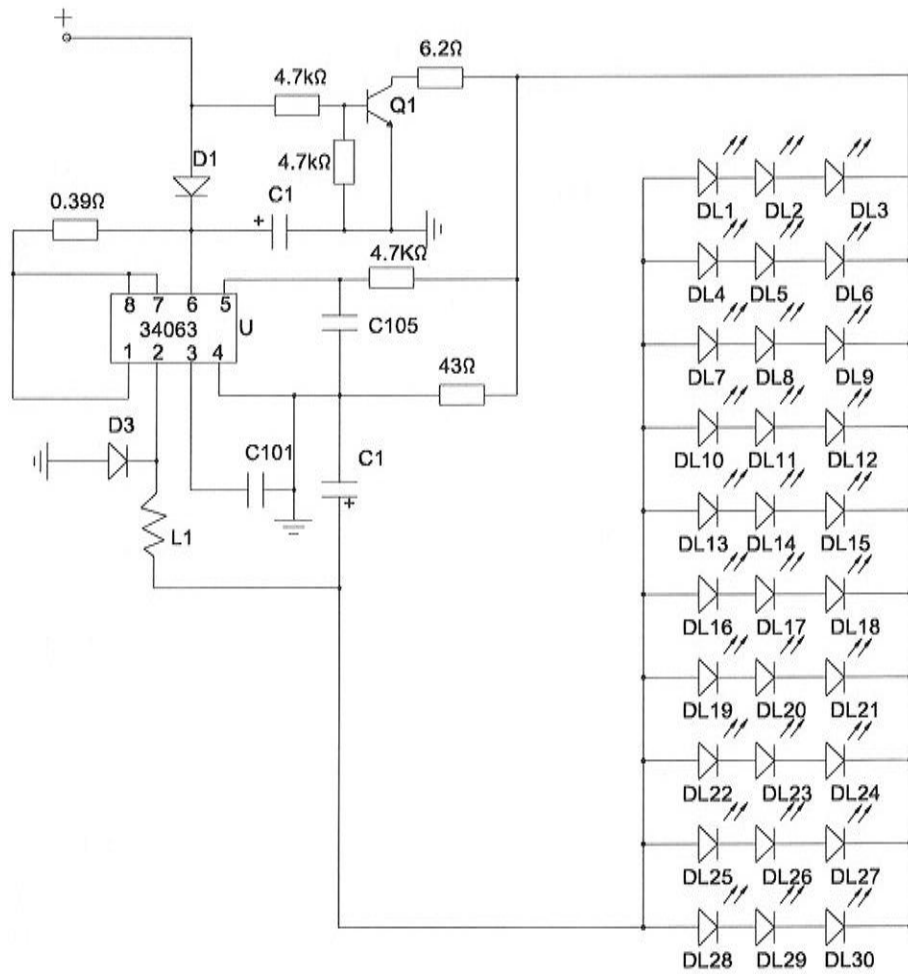 +
6.2Ω
4.7kΩ
Q1
D1
4.7kΩ
C1
0.39Ω
+
4.7KΩ
8 7 6 5
34063 U
1 2 3 4
C105
43Ω
D3
C101
C1
+
L1
DL1 DL2 DL3
DL4 DL5 DL6
DL7 DL8 DL9
DL10 DL11 DL12
DL13 DL14 DL15
DL16 DL17 DL18
DL19 DL20 DL21
DL22 DL23 DL24
DL25 DL26 DL27
DL28 DL29 DL30